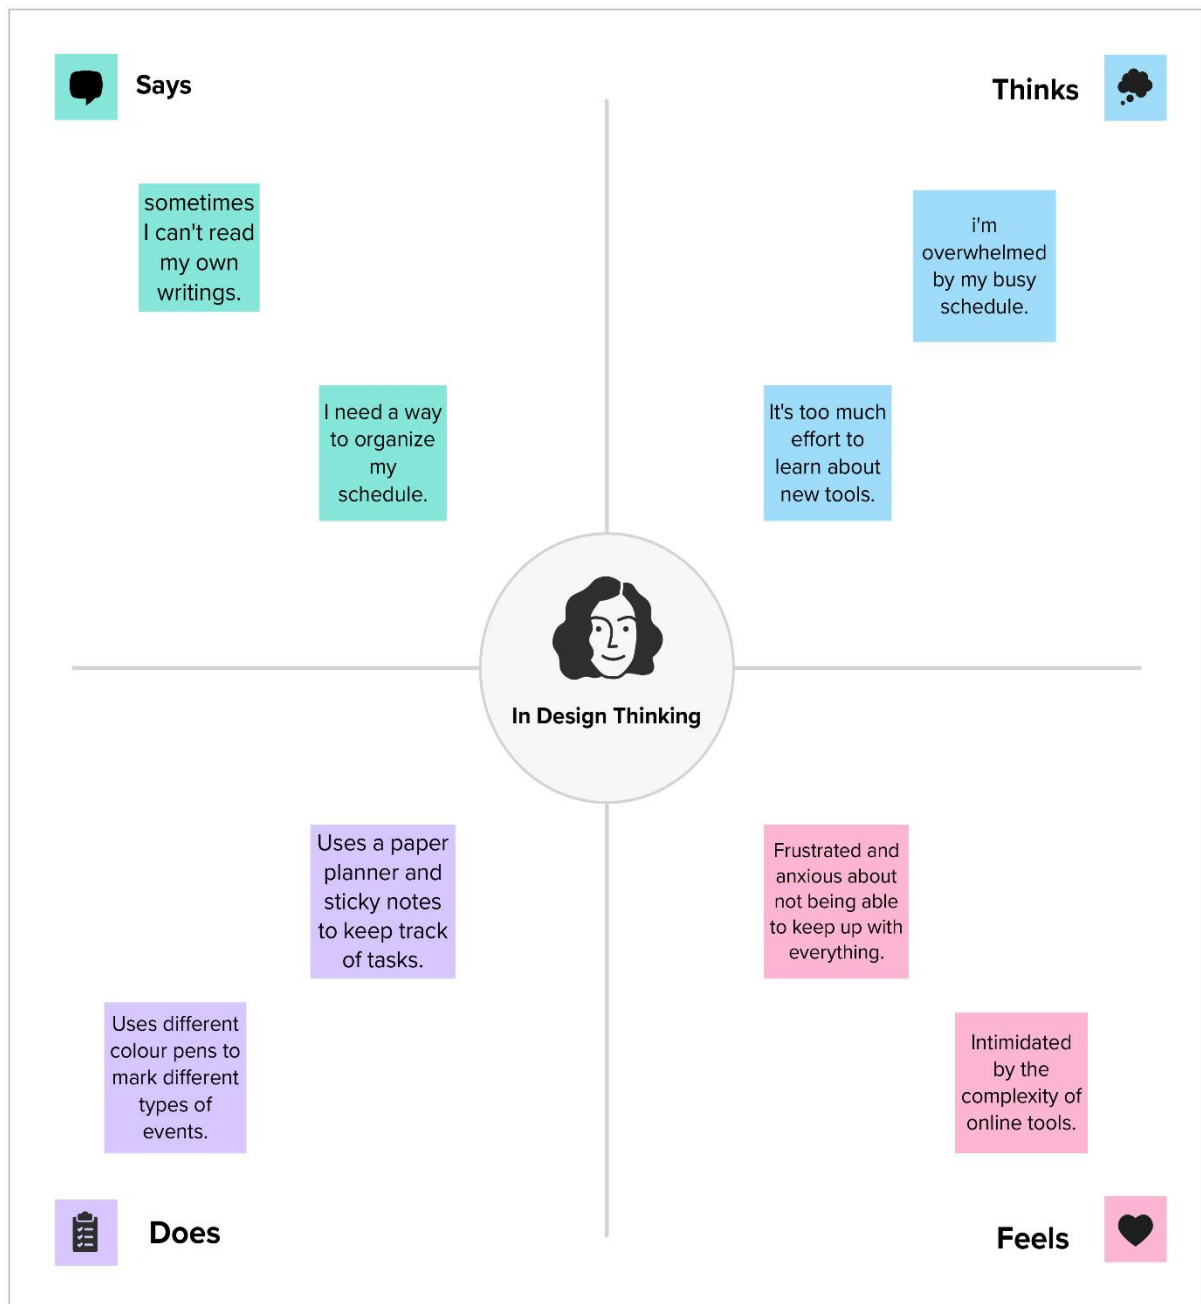 Says
sometimes
I can't read
my own
writings.
I need a way
to organize
my
schedule.
Thinks
i'm
overwhelmed
by my busy
schedule.
It's too much
effort to
learn about
new tools.
In Design Thinking
Uses a paper
planner and
sticky notes
to keep track
of tasks.
Uses different
colour pens to
mark different
types of
events.
Does
Frustrated and
anxious about
not being able
to keep up with
everything.
Intimidated
by the
complexity of
online tools.
Feels